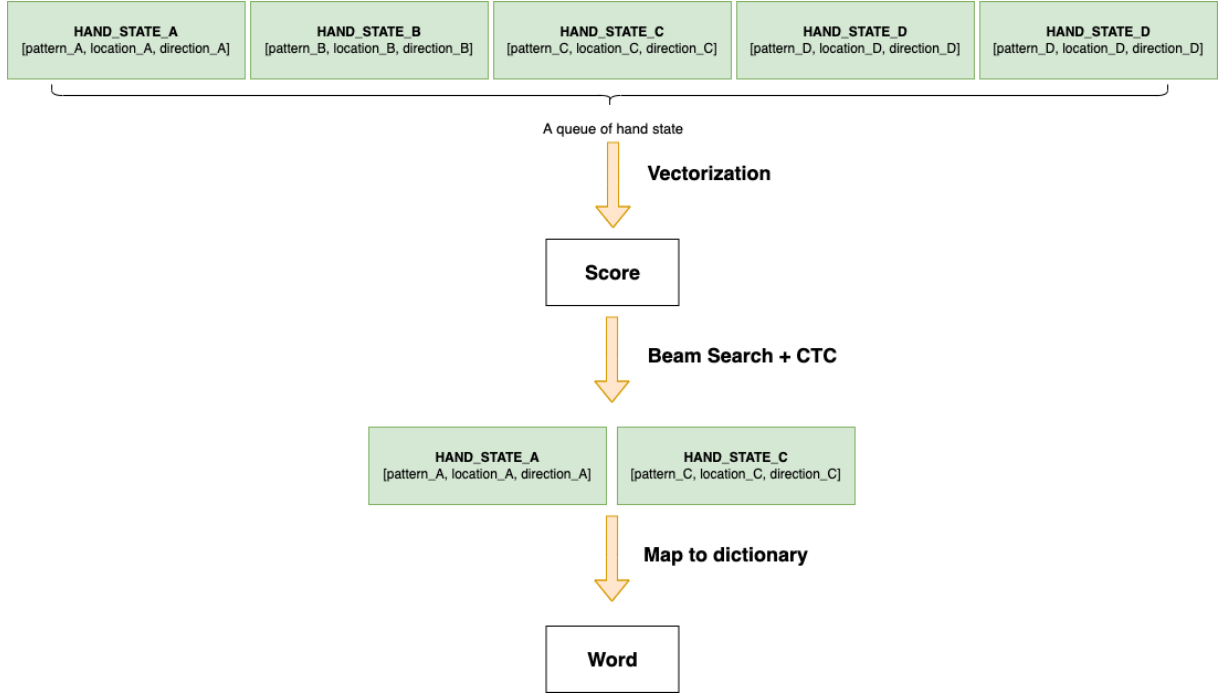 HAND_STATE_A
[pattern_A, location_A, direction_A]
HAND_STATE_B
[pattern_B, location_B, direction_B]
HAND_STATE_C
[pattern_C, location_C, direction_C]
HAND_STATE_D
[pattern_D, location_D, direction_D]
HAND_STATE_D
[pattern_D, location_D, direction_D]
A queue of hand state
Vectorization
Score
Beam Search + CTC
HAND_STATE_A
[pattern_A, location_A, direction_A]
HAND_STATE_C
[pattern_C, location_C, direction_C]
Map to dictionary
Word